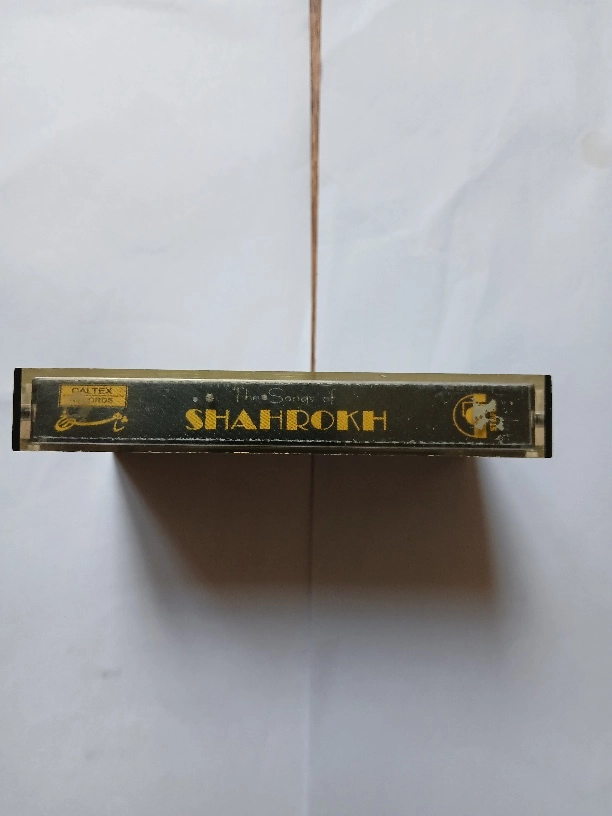 CALTEX
RECORDS
The Songs of
SHAHROKH